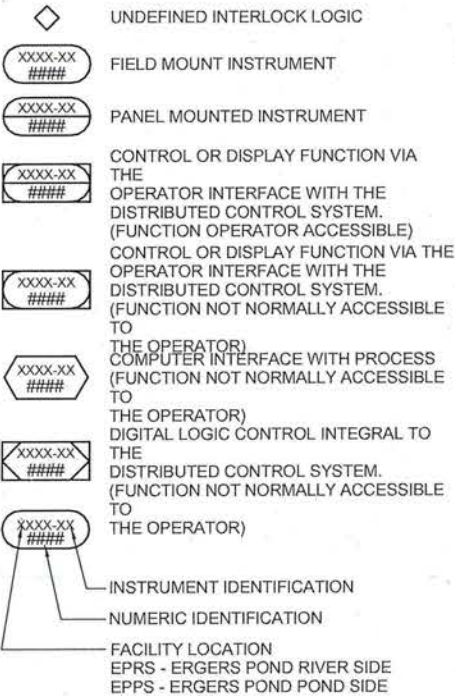 UNDEFINED INTERLOCK LOGIC
XXXX-XX
####
FIELD MOUNT INSTRUMENT
XXXX-XX
####
PANEL MOUNTED INSTRUMENT
XXXX-XX
####
CONTROL OR DISPLAY FUNCTION VIA
THE
OPERATOR INTERFACE WITH THE
DISTRIBUTED CONTROL SYSTEM.
(FUNCTION OPERATOR ACCESSIBLE)
XXXX-XX
####
CONTROL OR DISPLAY FUNCTION VIA THE
OPERATOR INTERFACE WITH THE
DISTRIBUTED CONTROL SYSTEM.
(FUNCTION NOT NORMALLY ACCESSIBLE
TO
THE OPERATOR)
XXXX-XX
####
COMPUTER INTERFACE WITH PROCESS
(FUNCTION NOT NORMALLY ACCESSIBLE
TO
THE OPERATOR)
XXXX-XX
####
DIGITAL LOGIC CONTROL INTEGRAL TO
THE
DISTRIBUTED CONTROL SYSTEM.
(FUNCTION NOT NORMALLY ACCESSIBLE
TO
THE OPERATOR)
XXXX-XX
####
INSTRUMENT IDENTIFICATION
NUMERIC IDENTIFICATION
FACILITY LOCATION
EPRS - ERGERS POND RIVER SIDE
EPPS - ERGERS POND POND SIDE